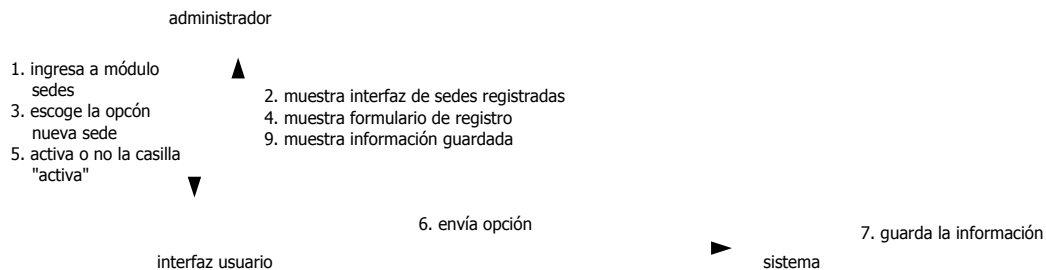 administrador
1. ingresa a módulo
sedes
3. escoge la opcón
nueva sede
5. activa o no la casilla
"activa"
2. muestra interfaz de sedes registradas
4. muestra formulario de registro
9. muestra información guardada
6. envía opción
7. guarda la información
interfaz usuario
sistema